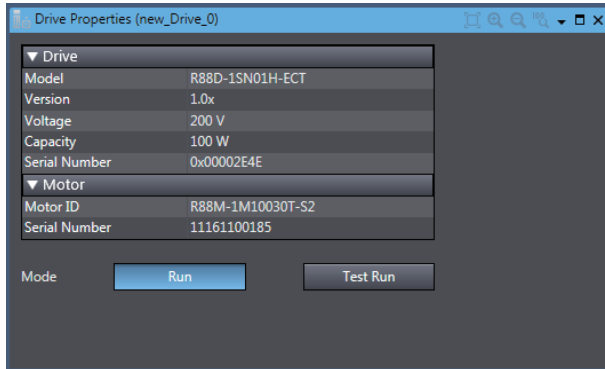 Drive Properties (new_Drive_0)
▼ Drive
Model R88D-1SN01H-ECT
Version 1.0x
Voltage 200 V
Capacity 100 W
Serial Number 0x00002E4E
▼ Motor
Motor ID R88M-1M10030T-S2
Serial Number 11161100185
Mode Run Test Run